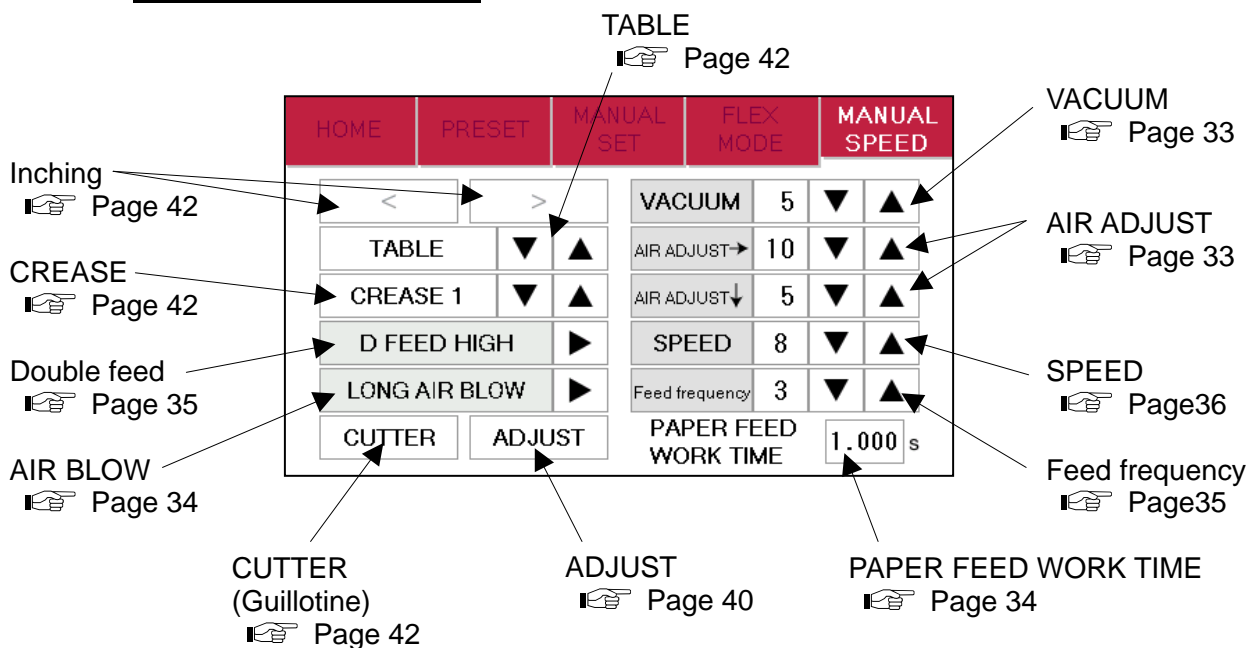 TABLE
Page 42
VACUUM
Page 33
HOME
PRESET
MANUAL
SET
FLEX
MODE
MANUAL
SPEED
Inching
Page 42
< >
VACUUM 5 ▼ ▲
AIR ADJUST
Page 33
TABLE ▼ ▲
AIR ADJUST→ 10 ▼ ▲
CREASE
Page 42
CREASE 1 ▼ ▲
AIR ADJUST↓ 5 ▼ ▲
D FEED HIGH ▶
SPEED 8 ▼ ▲
Double feed
Page 35
SPEED
Page36
LONG AIR BLOW ▶
Feed frequency 3 ▼ ▲
CUTTER
ADJUST
PAPER FEED
WORK TIME
1.000 s
AIR BLOW
Page 34
Feed frequency
Page35
CUTTER
(Guillotine)
Page 42
ADJUST
Page 40
PAPER FEED WORK TIME
Page 34